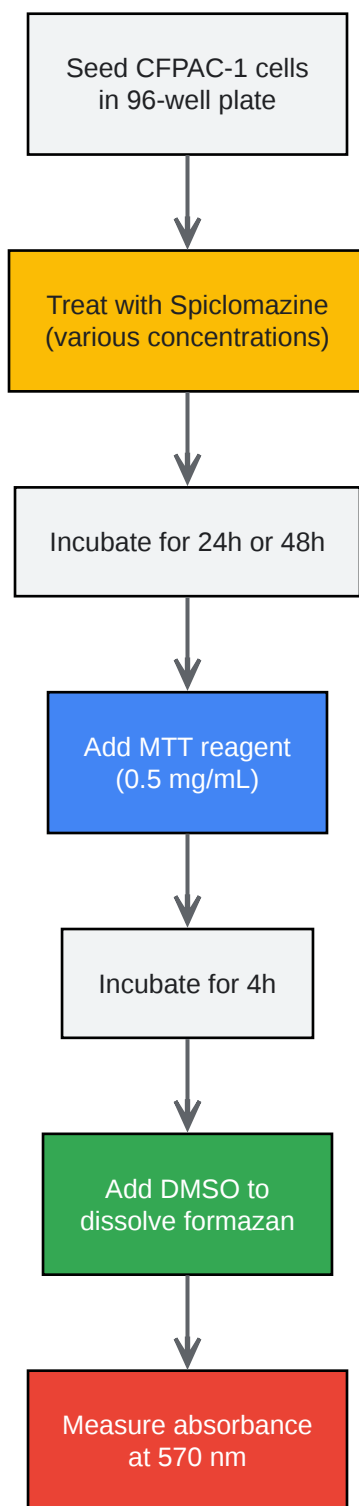 Seed CFPAC-1 cells
in 96-well plate
Treat with Spiclomazine
(various concentrations)
Incubate for 24h or 48h
Add MTT reagent
(0.5 mg/mL)
Incubate for 4h
Add DMSO to
dissolve formazan
Measure absorbance
at 570 nm